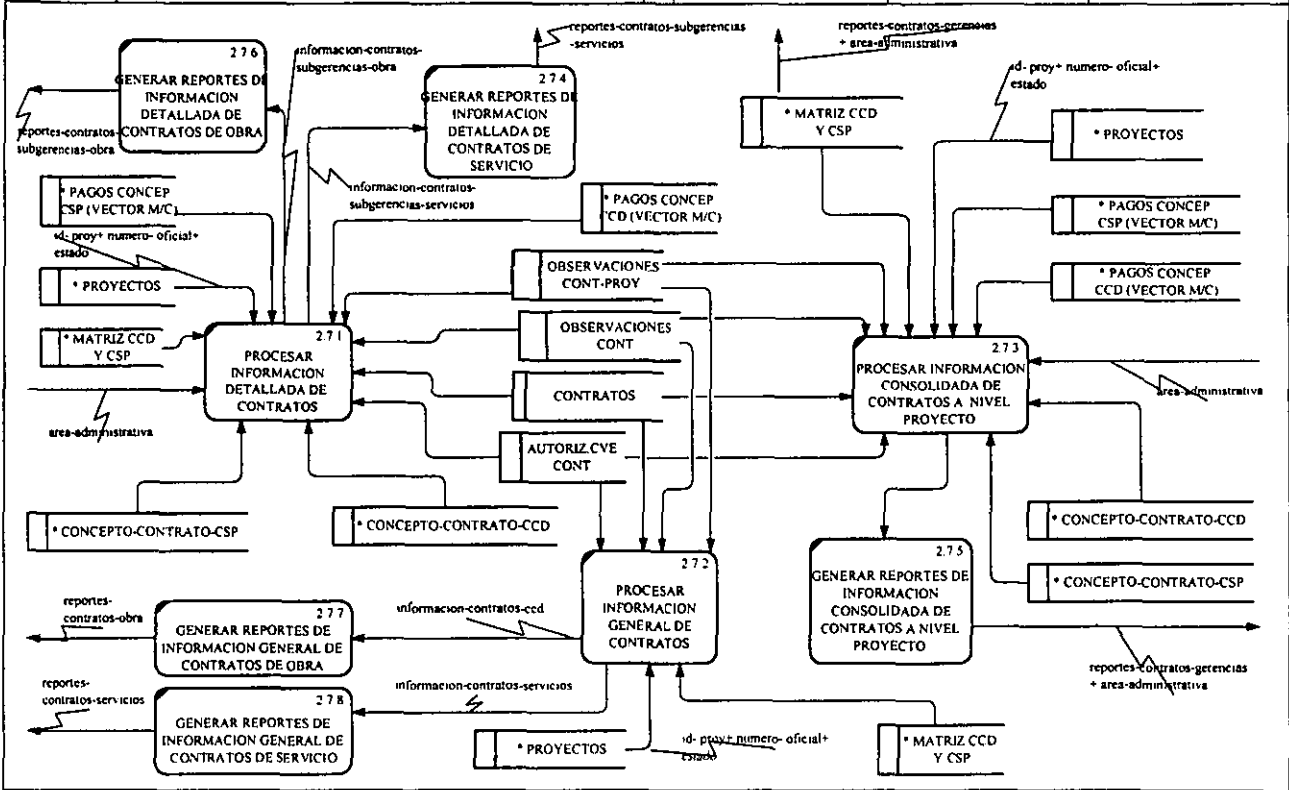 2 7 6
GENERAR REPORTES DE
INFORMACION
DETALLADA DE
CONTRATOS DE OBRA
informacion-contratos-
subgerencias-obra
reportes-contratos-
subgerencias-obra
2 7 4
GENERAR REPORTES DE
INFORMACION
DETALLADA DE
CONTRATOS DE
SERVICIO
reportes-contratos-subgerencias
-servicios
reportes-contratos-gerencias
+ area-administrativa
* MATRIZ CCD
Y CSP
id- proy+ numero- oficial+
estado
* PROYECTOS
* PAGOS CONCEP
CSP (VECTOR M/C)
id- proy+ numero- oficial+
estado
* PROYECTOS
* MATRIZ CCD
Y CSP
informacion-contratos-
subgerencias-servicios
* PAGOS CONCEP
CCD (VECTOR M/C)
* PAGOS CONCEP
CSP (VECTOR M/C)
* PAGOS CONCEP
CCD (VECTOR M/C)
OBSERVACIONES
CONT-PROY
OBSERVACIONES
CONT
CONTRATOS
AUTORIZ.CVE
CONT
2 7 1
PROCESAR
INFORMACION
DETALLADA DE
CONTRATOS
area-administrativa
2 7 3
PROCESAR INFORMACION
CONSOLIDADA DE
CONTRATOS A NIVEL
PROYECTO
area-administrativa
* CONCEPTO-CONTRATO-CSP
* CONCEPTO-CONTRATO-CCD
* CONCEPTO-CONTRATO-CCD
* CONCEPTO-CONTRATO-CSP
2 7 2
PROCESAR
INFORMACION
GENERAL DE
CONTRATOS
2 7 5
GENERAR REPORTES DE
INFORMACION
CONSOLIDADA DE
CONTRATOS A NIVEL
PROYECTO
reportes-contratos-gerencias
+ area-administrativa
reportes-
contratos-obra
2 7 7
GENERAR REPORTES DE
INFORMACION GENERAL DE
CONTRATOS DE OBRA
informacion-contratos-ccd
reportes-
contratos-servicios
2 7 8
GENERAR REPORTES DE
INFORMACION GENERAL DE
CONTRATOS DE SERVICIO
informacion-contratos-servicios
* PROYECTOS
id- proy+ numero- oficial+
estado
* MATRIZ CCD
Y CSP